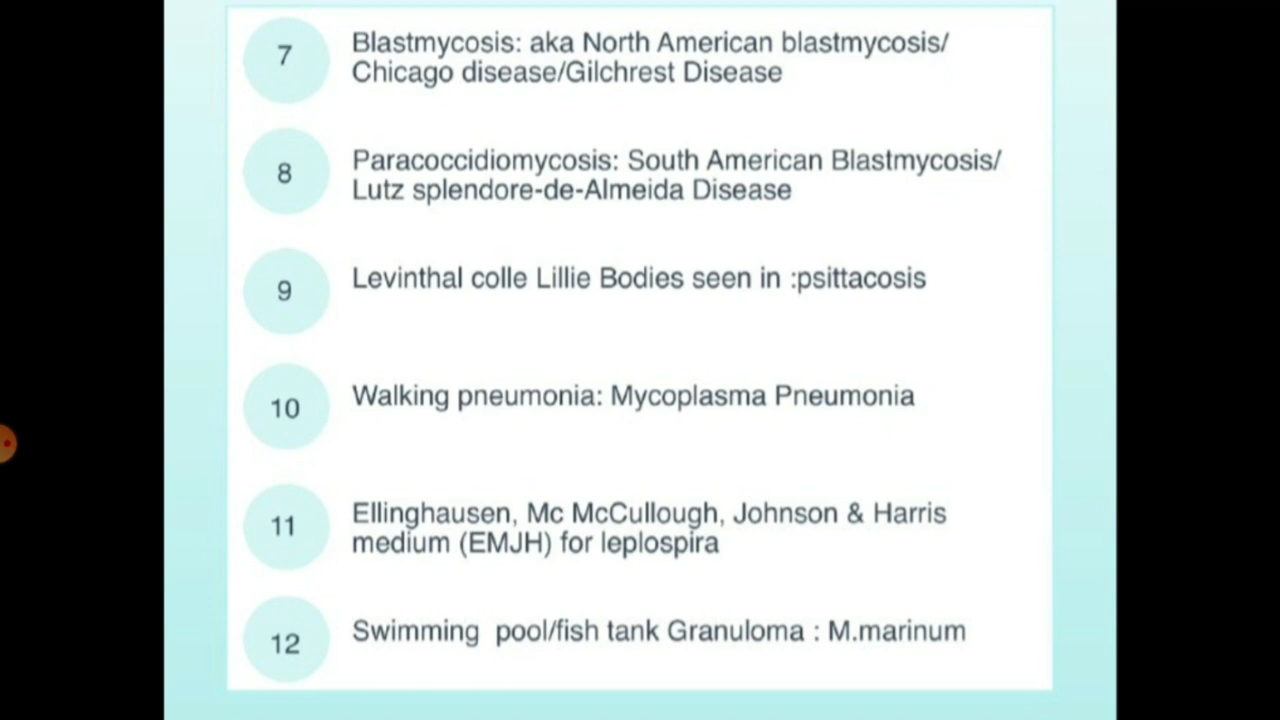 7
Blastmycosis: aka North American blastmycosis/
Chicago disease/Gilchrest Disease
8
Paracoccidiomycosis: South American Blastmycosis/
Lutz splendore-de-Almeida Disease
9
Levinthal colle Lillie Bodies seen in :psittacosis
10
Walking pneumonia: Mycoplasma Pneumonia
11
Ellinghausen, Mc McCullough, Johnson & Harris
medium (EMJH) for leplospira
12
Swimming  pool/fish tank Granuloma : M.marinum